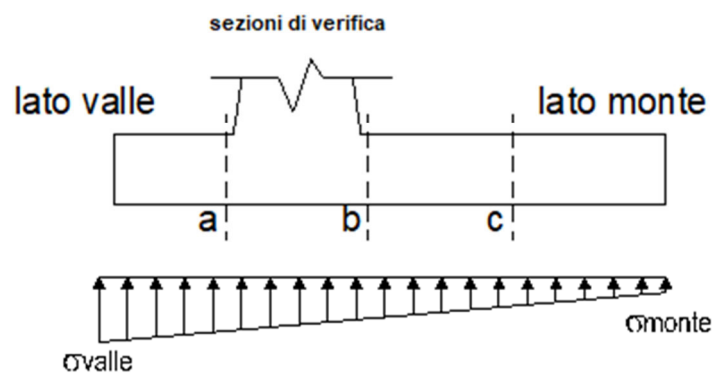 sezioni di verifica
lato valle
lato monte
a
b
c
σvalle
σmonte